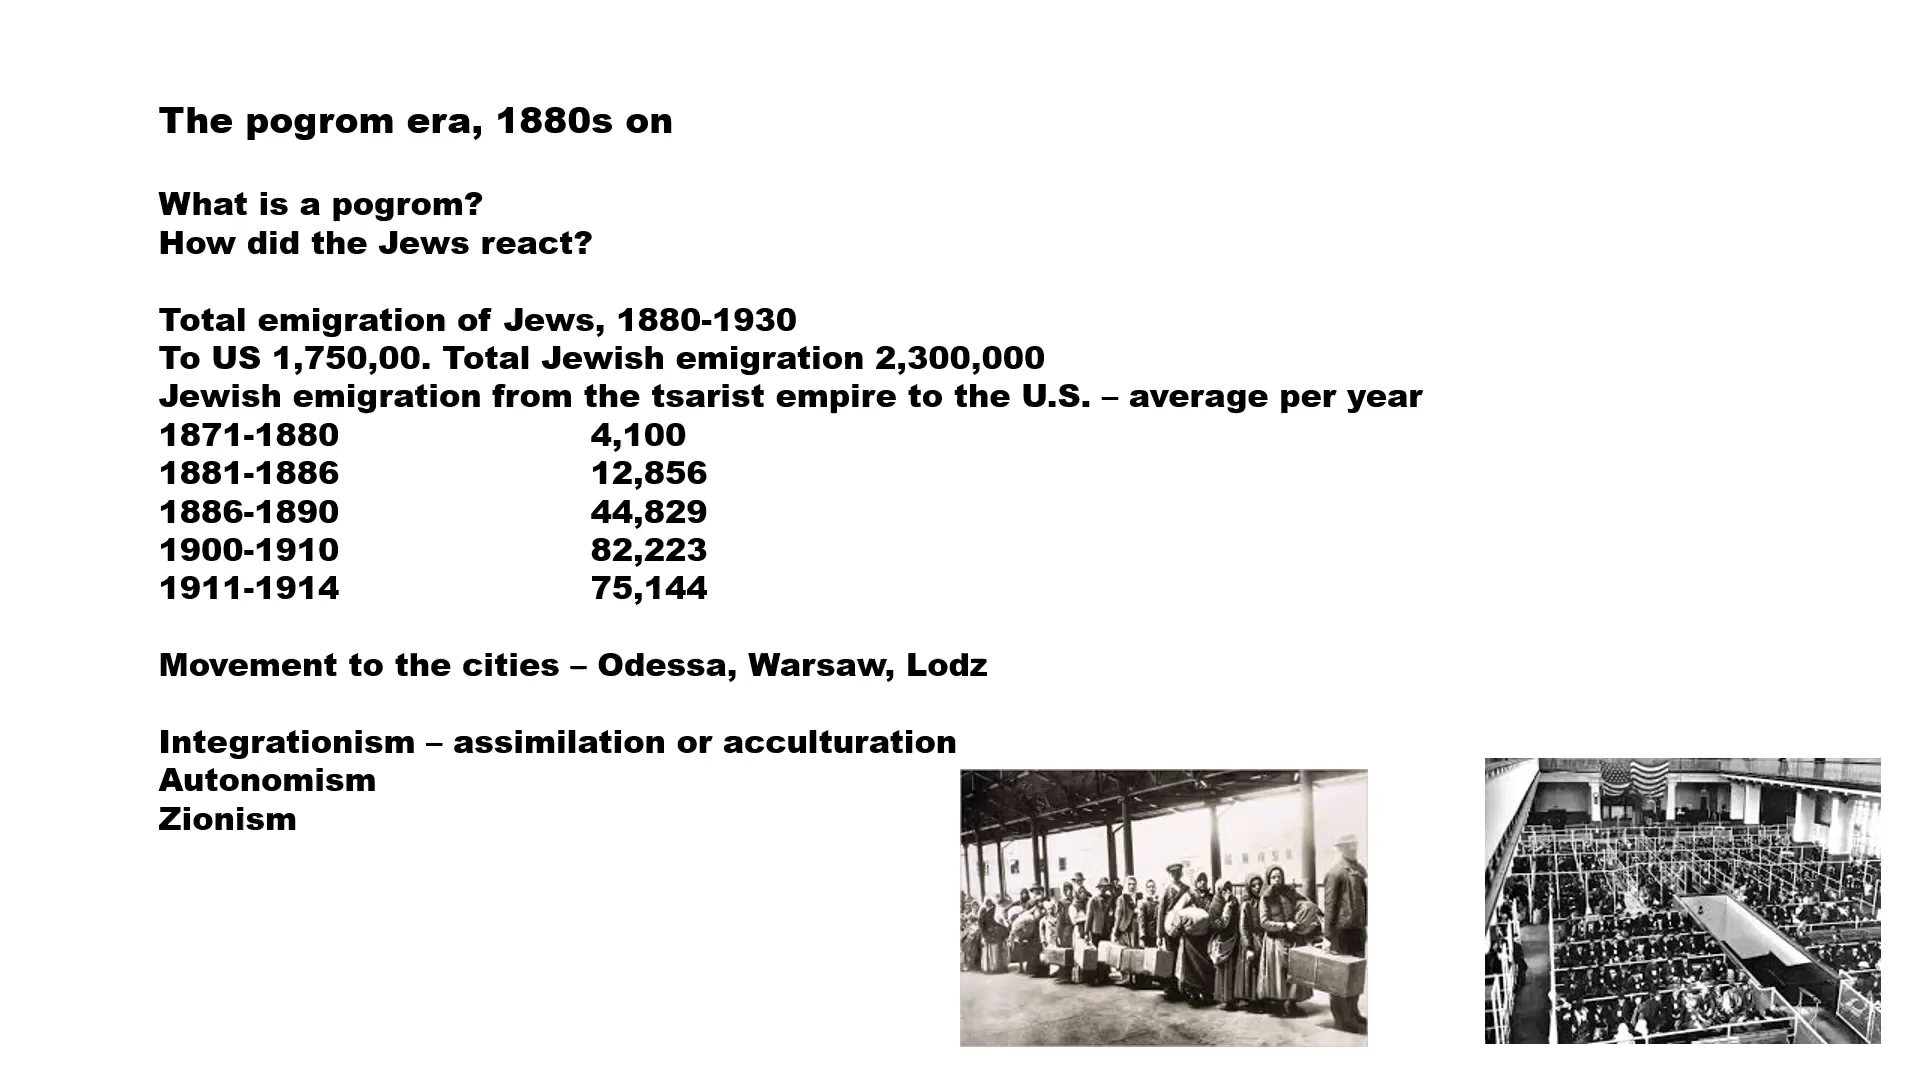 The pogrom era, 1880s on
What is a pogrom?
How did the Jews react?
Total emigration of Jews, 1880-1930
To US 1,750,00. Total Jewish emigration 2,300,000
Jewish emigration from the tsarist empire to the U.S. – average per year
1871-1880 4,100
1881-1886 12,856
1886-1890 44,829
1900-1910 82,223
1911-1914 75,144
Movement to the cities – Odessa, Warsaw, Lodz
Integrationism – assimilation or acculturation
Autonomism
Zionism